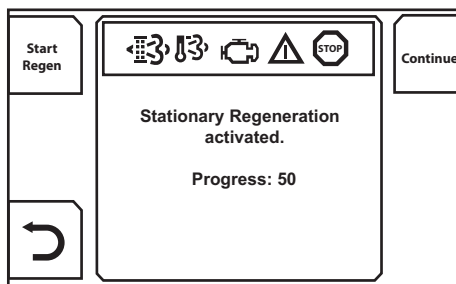 Start
Regen
STOP
Continue
Stationary Regeneration
activated.
Progress: 50